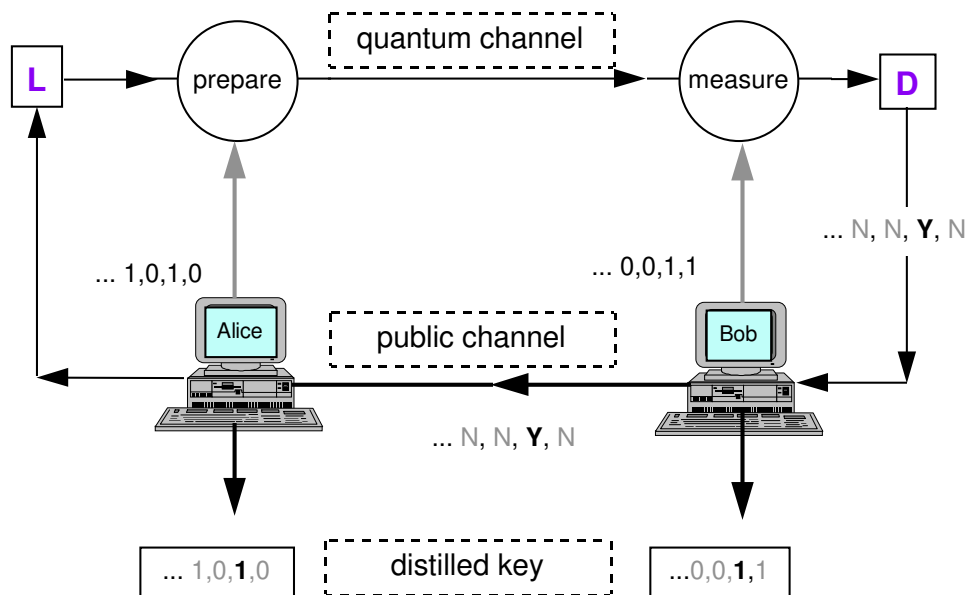 quantum channel
L
prepare
measure
D
... N, N, Y, N
... 1,0,1,0
... 0,0,1,1
Alice
public channel
Bob
... N, N, Y, N
... 1,0,1,0
distilled key
...0,0,1,1